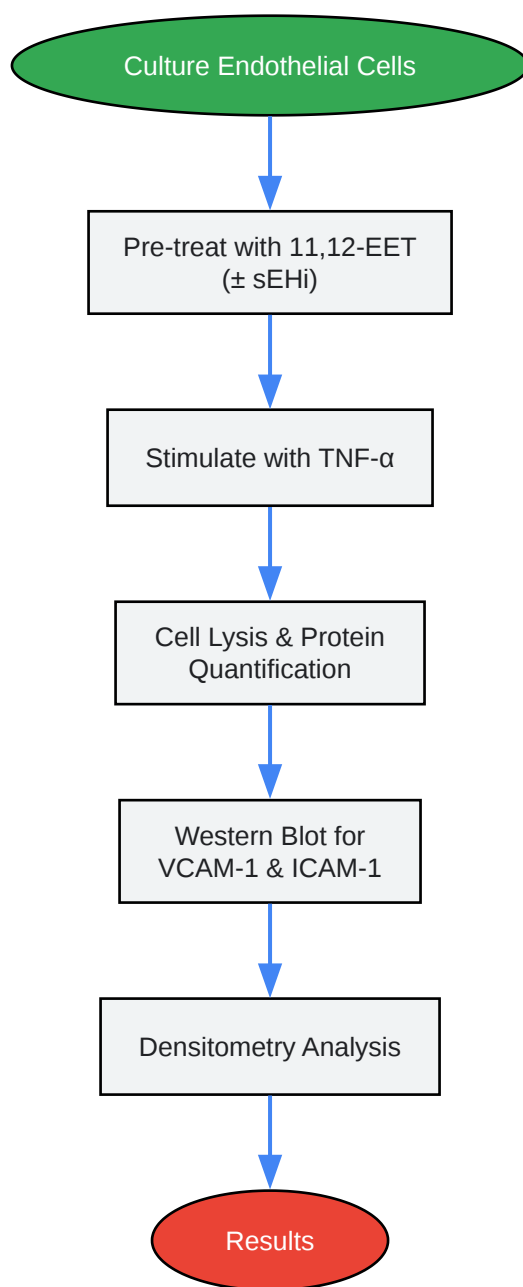 Culture Endothelial Cells
Pre-treat with 11,12-EET
(± sEHi)
Stimulate with TNF-α
Cell Lysis & Protein
Quantification
Western Blot for
VCAM-1 & ICAM-1
Densitometry Analysis
Results